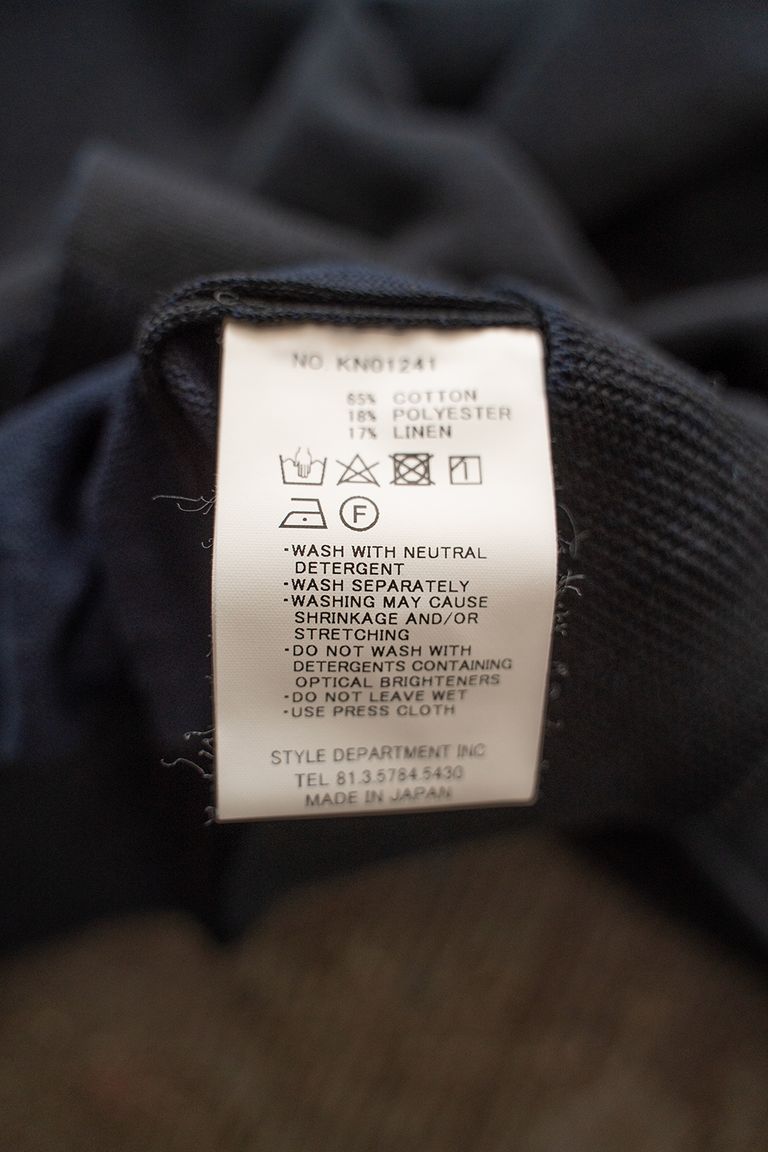 NO. KN01241
65% COTTON
18% POLYESTER
17% LINEN
F
·WASH WITH NEUTRAL
DETERGENT
·WASH SEPARATELY
·WASHING MAY CAUSE
SHRINKAGE AND/OR
STRETCHING
·DO NOT WASH WITH
DETERGENTS CONTAINING
OPTICAL BRIGHTENERS
·DO NOT LEAVE WET
·USE PRESS CLOTH
STYLE DEPARTMENT INC
TEL 81.3.5784.5430
MADE IN JAPAN